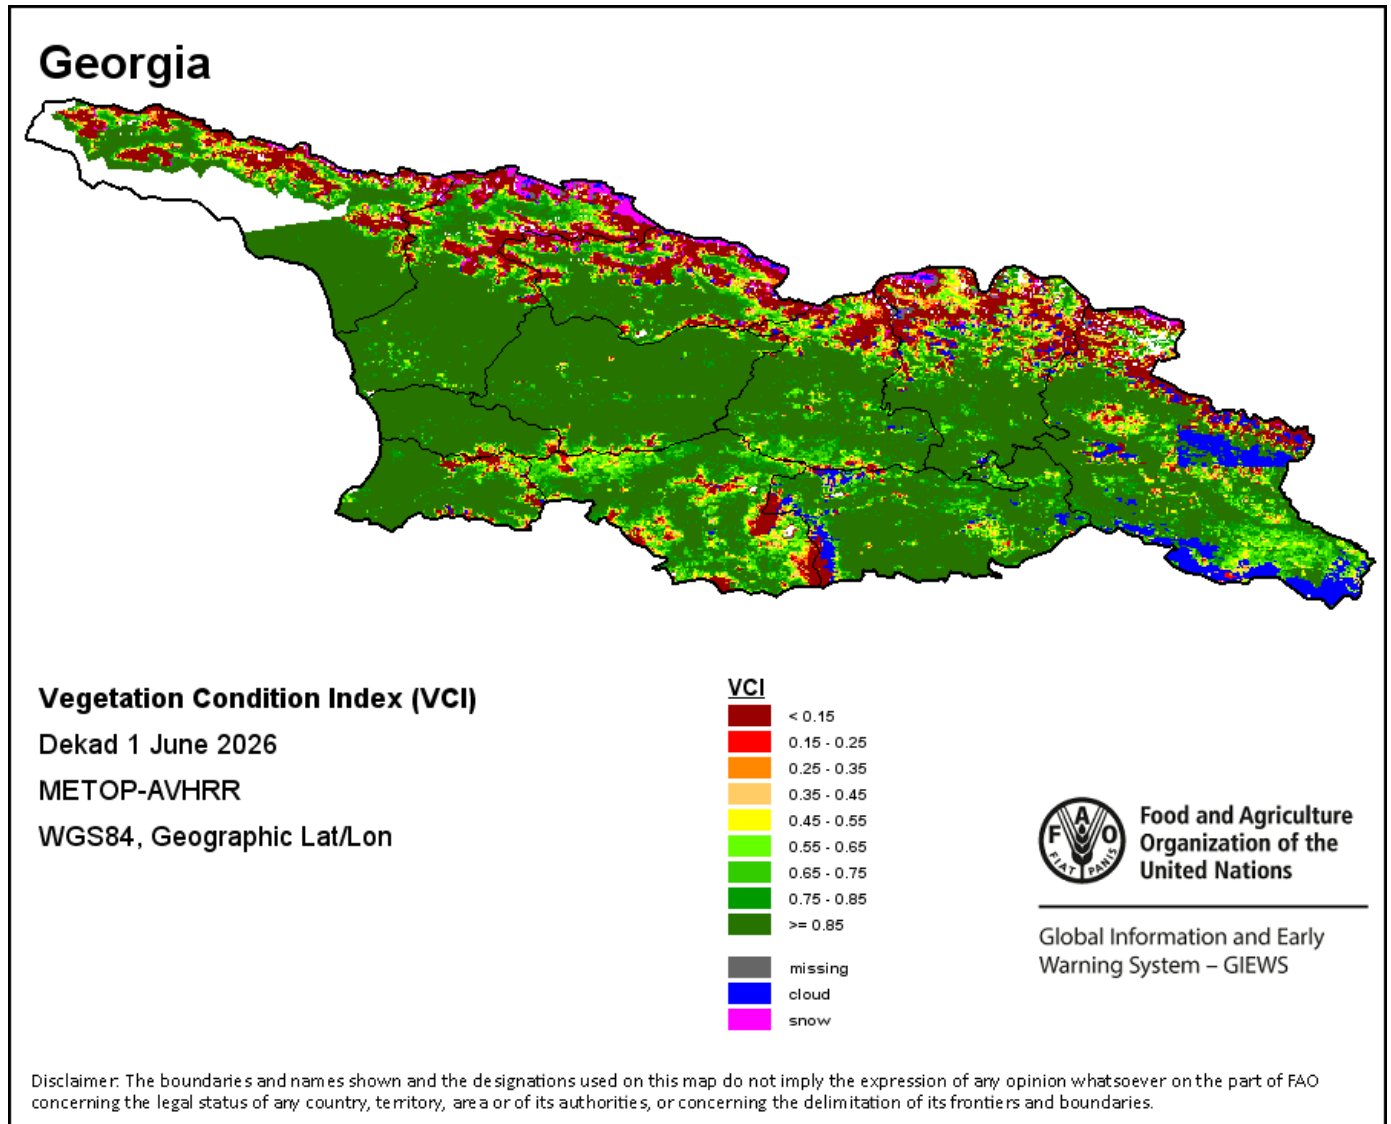 Georgia
Vegetation Condition Index (VCI)
Dekad 1 June 2026
METOP-AVHRR
WGS84, Geographic Lat/Lon
VCI
< 0.15
0.15 - 0.25
0.25 - 0.35
0.35 - 0.45
0.45 - 0.55
0.55 - 0.65
0.65 - 0.75
0.75 - 0.85
>= 0.85
missing
cloud
snow
F A O
FIAT PANIS
Food and Agriculture
Organization of the
United Nations
Global Information and Early
Warning System – GIEWS
Disclaimer: The boundaries and names shown and the designations used on this map do not imply the expression of any opinion whatsoever on the part of FAO
concerning the legal status of any country, territory, area or of its authorities, or concerning the delimitation of its frontiers and boundaries.